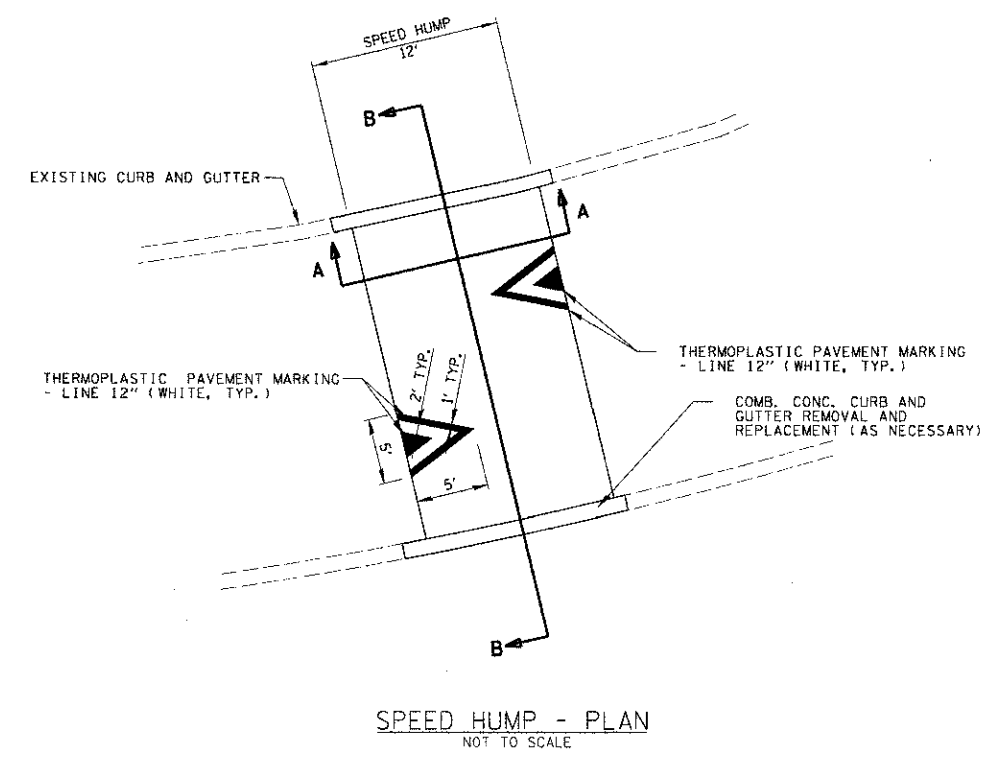 SPEED HUMP
12'
B
EXISTING CURB AND GUTTER
A
A
THERMOPLASTIC PAVEMENT MARKING
- LINE 12" (WHITE, TYP.)
THERMOPLASTIC PAVEMENT MARKING
- LINE 12" (WHITE, TYP.)
2' TYP.
1' TYP.
COMB. CONC. CURB AND
GUTTER REMOVAL AND
REPLACEMENT (AS NECESSARY)
5'
5'
B
SPEED HUMP - PLAN
NOT TO SCALE